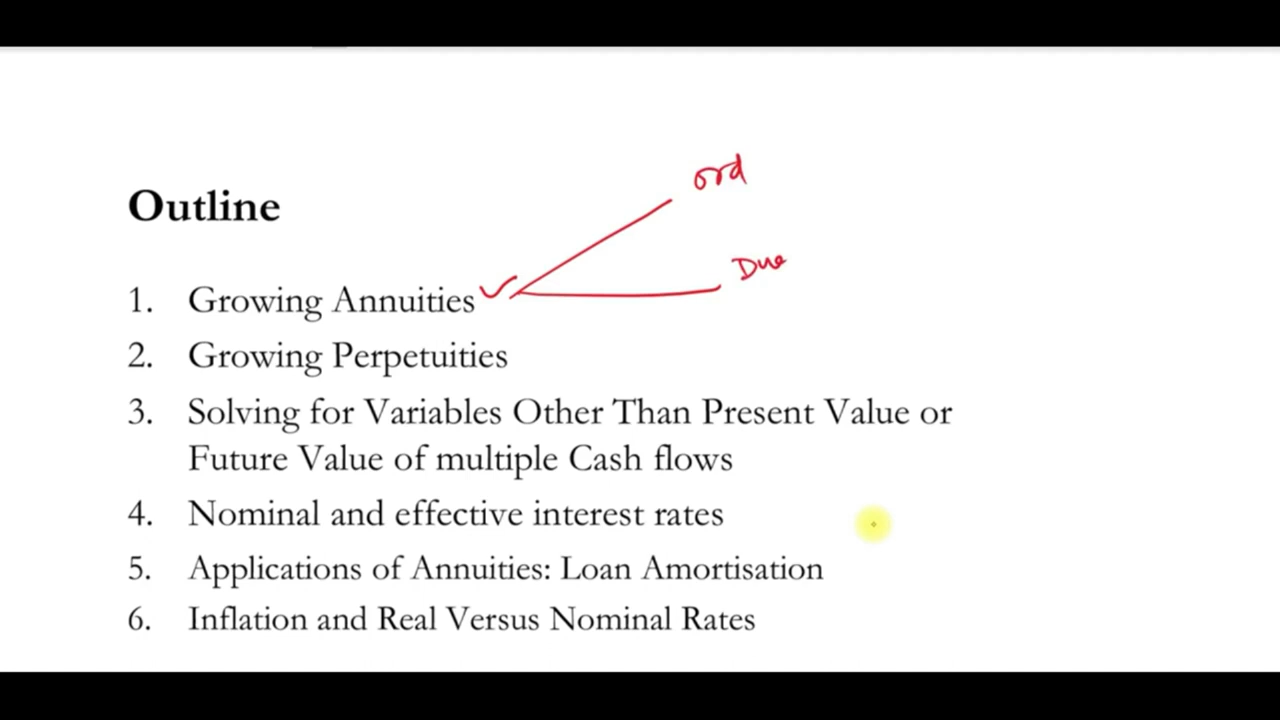 ord
Outline
Due
1. Growing Annuities
2. Growing Perpetuities
3. Solving for Variables Other Than Present Value or
Future Value of multiple Cash flows
4. Nominal and effective interest rates
5. Applications of Annuities: Loan Amortisation
6. Inflation and Real Versus Nominal Rates